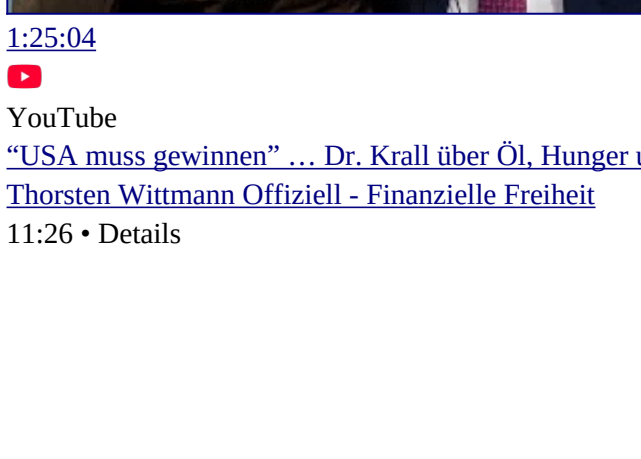 1:25:04
YouTube
“USA muss gewinnen” … Dr. Krall über Öl, Hunger
Thorsten Wittmann Offiziell - Finanzielle Freiheit
11:26 • Details